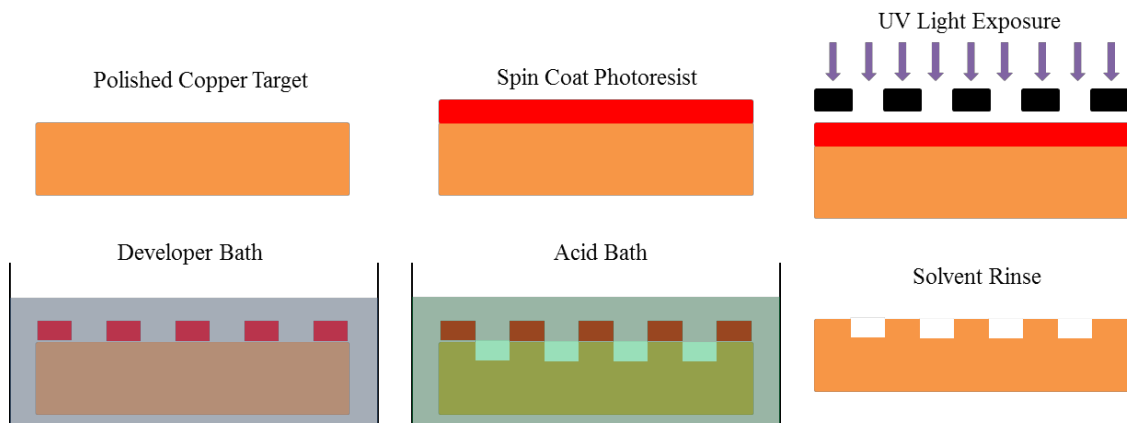 Polished Copper Target
Spin Coat Photoresist
UV Light Exposure
Developer Bath
Acid Bath
Solvent Rinse